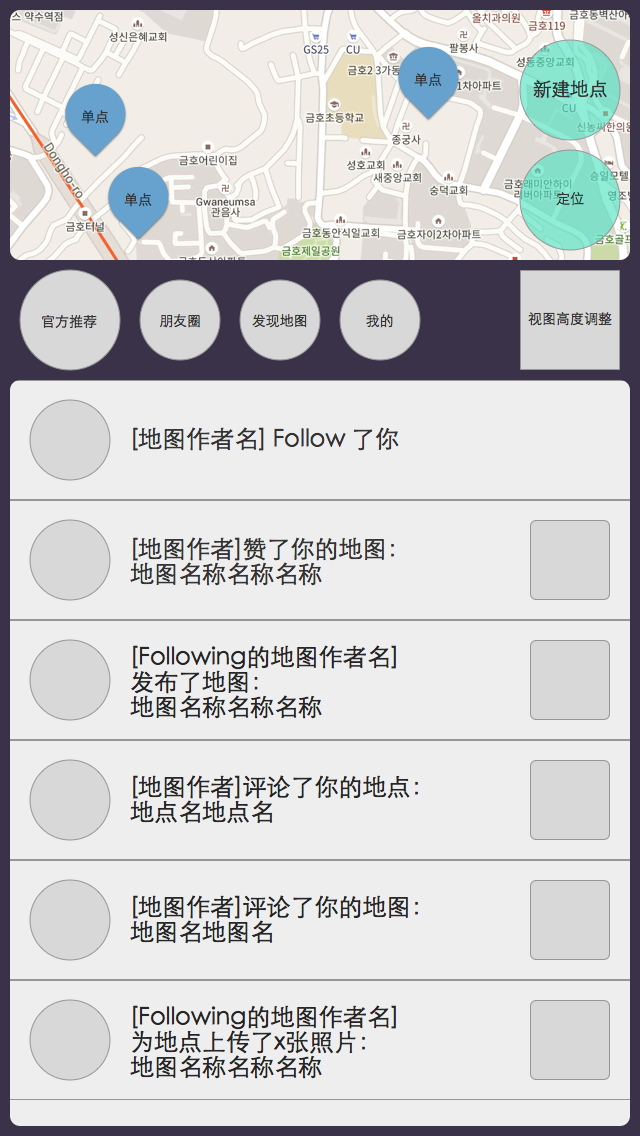 스 약수역점
성신은혜교회
GS25
CU
올치과의원
금호119
금호동벽산아
팔봉사
금호2 3가동
성동중앙교회
单点
单点
新建地点
CU
1차아파트
금호초등학교
종궁사
Dongho-ro
금호어린이집
성호교회
새중앙교회
숭덕교회
单点
Gwaneumsa
관음사
금호래미안하이
리버아파트
定位
금호터널
금호동안식일교회
금호자이2차아파트
금호제일공원
官方推荐
朋友圈
发现地图
我的
视图高度调整
[地图作者名] Follow 了你
[地图作者]赞了你的地图：
地图名称名称名称
[Following的地图作者名]
发布了地图：
地图名称名称名称
[地图作者]评论了你的地点：
地点名地点名
[地图作者]评论了你的地图：
地图名地图名
[Following的地图作者名]
为地点上传了x张照片：
地图名称名称名称